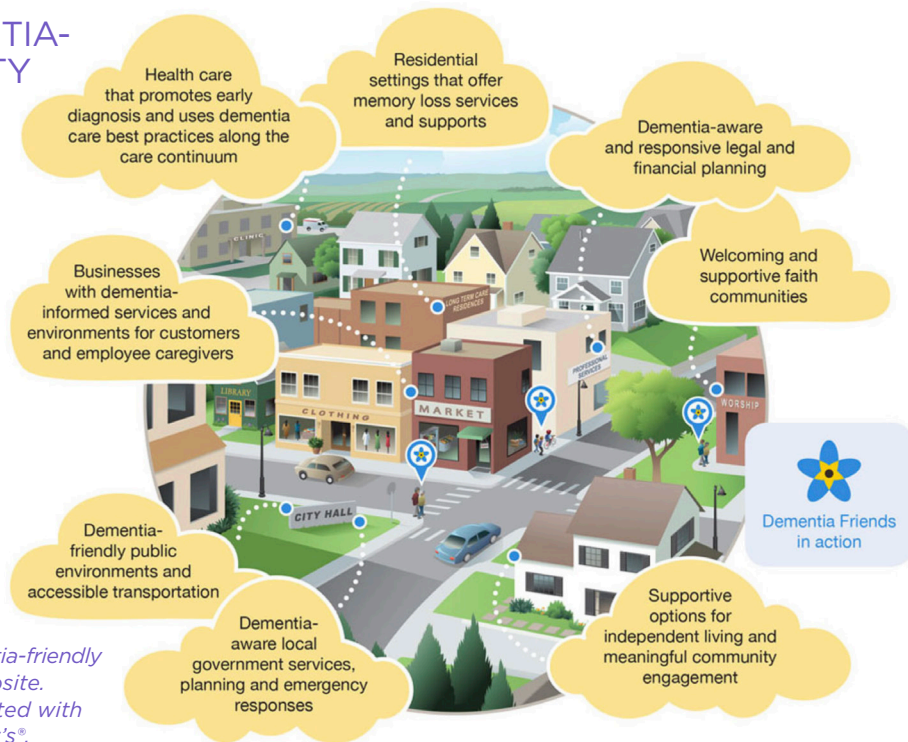 TIA-
TY
Health care
that promotes early
diagnosis and uses dementia
care best practices along the
care continuum
Residential
settings that offer
memory loss services
and supports
Dementia-aware
and responsive legal and
financial planning
Welcoming and
supportive faith
communities
Businesses
with dementia-
informed services and
environments for customers
and employee caregivers
CLINIC
LONG TERM CARE
RESIDENCES
PROFESSIONAL
SERVICES
LIBRARY
CLOTHING
MARKET
WORSHIP
CITY HALL
Dementia Friends
in action
Dementia-
friendly public
environments and
accessible transportation
Dementia-
aware local
government services,
planning and emergency
responses
Supportive
options for
independent living and
meaningful community
engagement
tia-friendly
site.
ted with
's®.